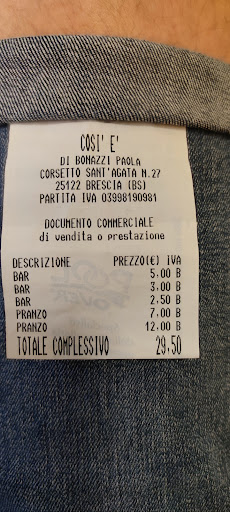 COSI' E'
DI BONAZZI PAOLA
CORSETTO SANT'AGATA N.27
25122 BRESCIA (BS)
PARTITA IVA 03998190981
DOCUMENTO COMMERCIALE
di vendita o prestazione
DESCRIZIONE PREZZO(€) IVA
BAR 5.00 B
BAR 3.00 B
BAR 2.50 B
PRANZO 7.00 B
PRANZO 12.00 B
TOTALE COMPLESSIVO 29.50